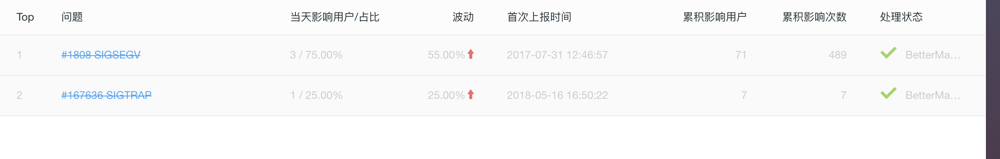 Top 问题 当天影响用户/占比 波动 首次上报时间 累积影响用户 累积影响次数 处理状态
1 #1808 SIGSEGV 3 / 75.00% 55.00% 2017-07-31 12:46:57 71 489 BetterMa...
2 #167636 SIGTRAP 1 / 25.00% 25.00% 2018-05-16 16:50:22 7 7 BetterMa...